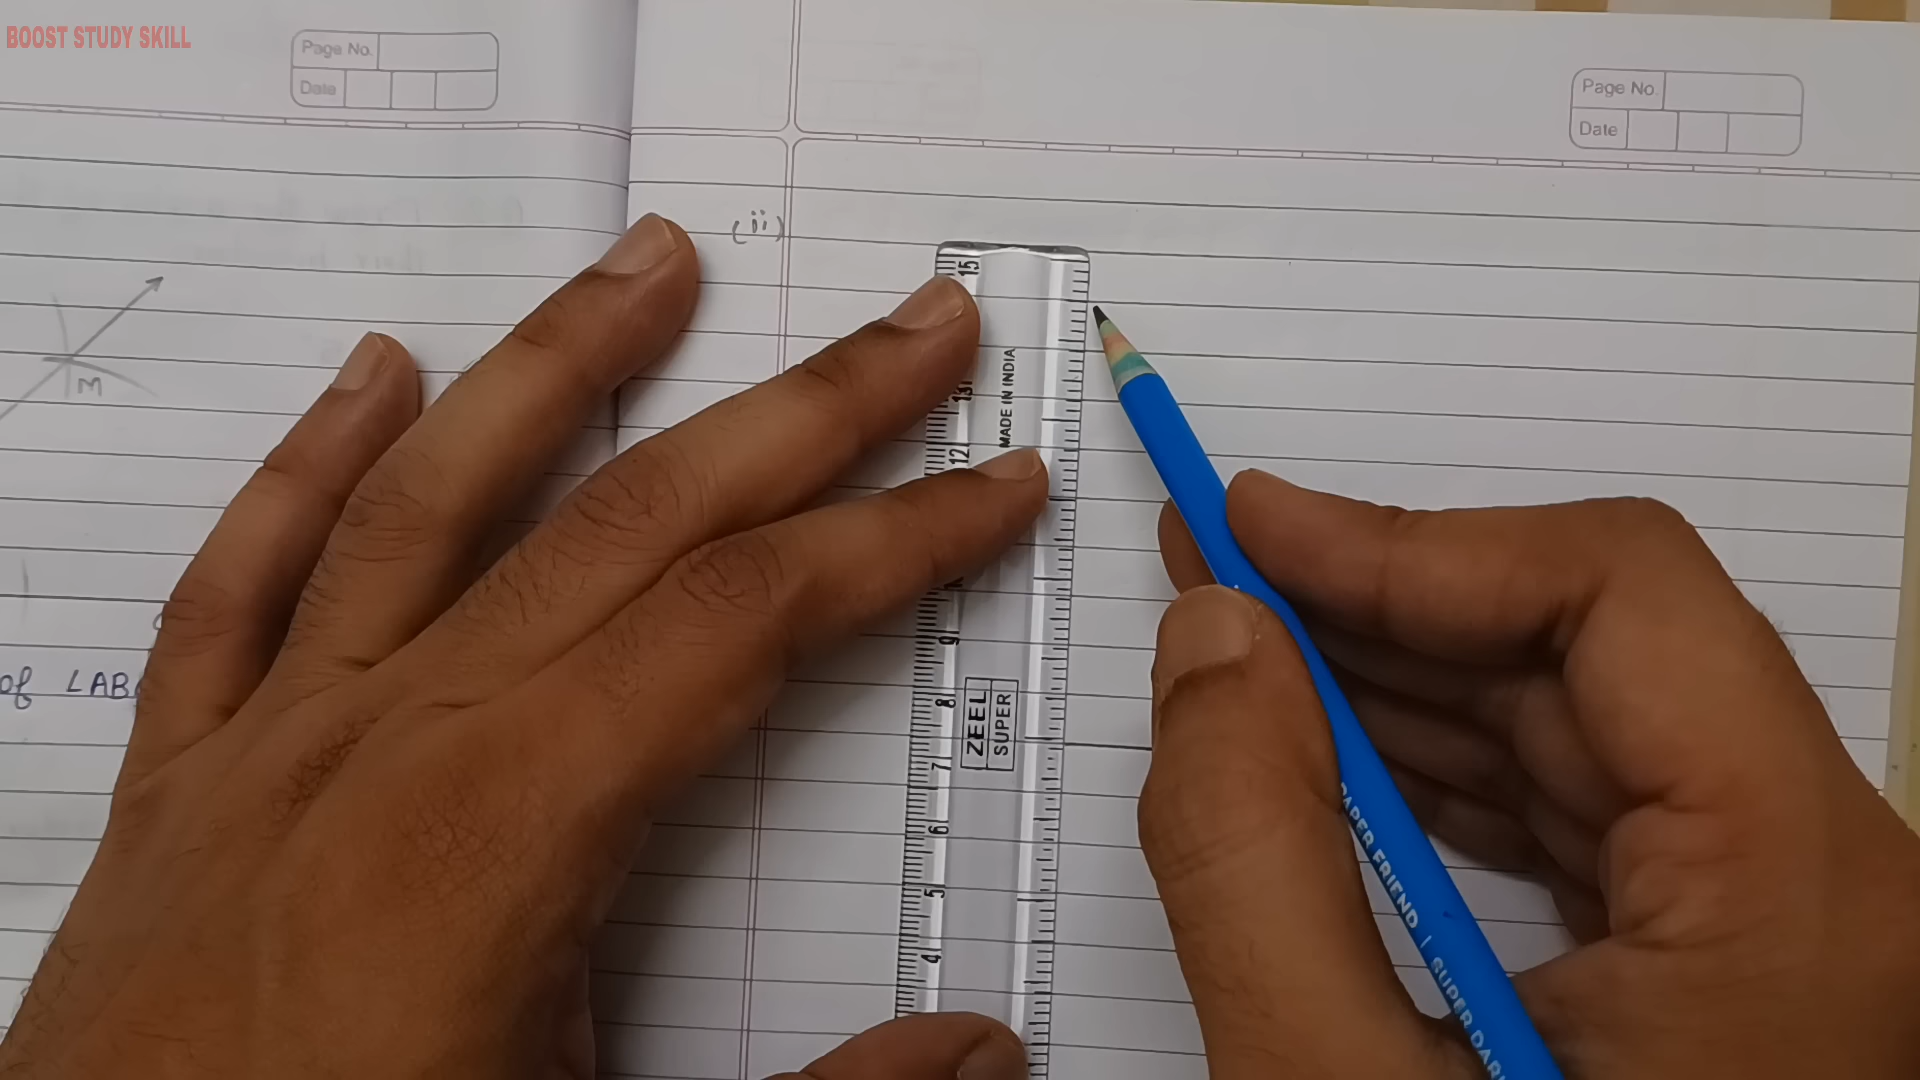 BOOST STUDY SKILL
Page No.
Date
Page No.
Date
(ii)
M
of LAB
15
13
12
9
8
7
6
5
4
MADE IN INDIA
ZEEL
SUPER
PAPER FRIEND | SUPER DARK